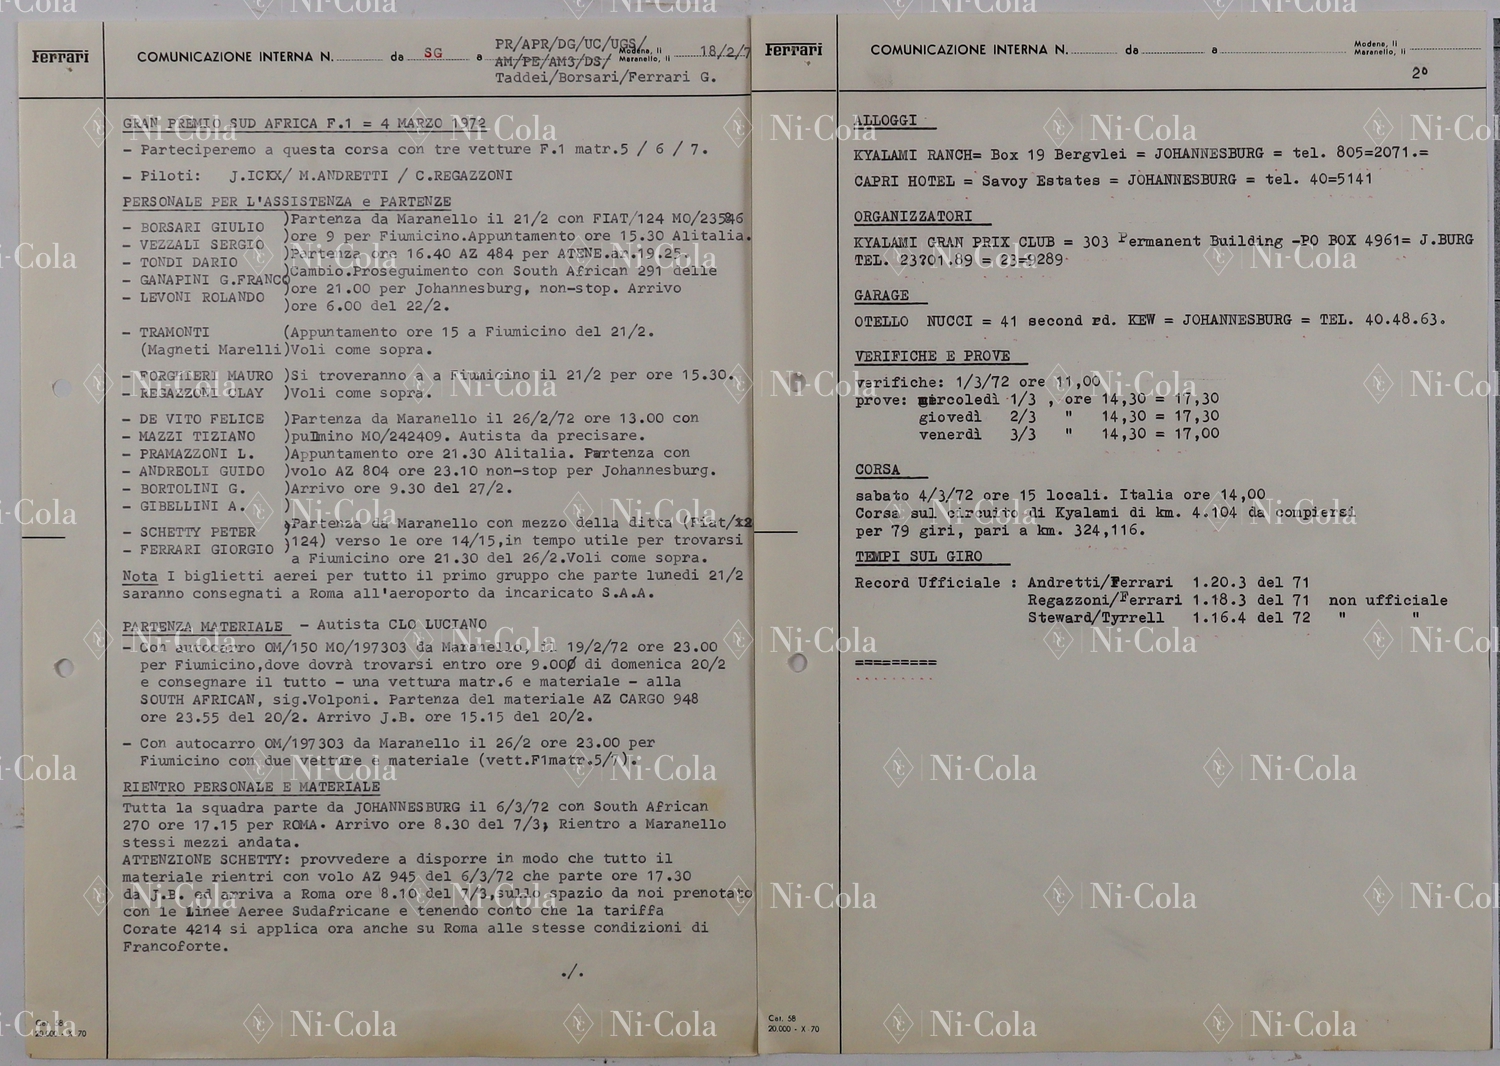 Ferrari
COMUNICAZIONE INTERNA N. da SG a PR/APR/DG/UC/UGS/ Modena, lì
AM/PE/AM3/DS/ Maranello, lì 18/2/7
Taddei/Borsari/Ferrari G.
GRAN PREMIO SUD AFRICA F.1 = 4 MARZO 1972
- Parteciperemo a questa corsa con tre vetture F.1 matr.5 / 6 / 7.
- Piloti: J.ICKX/ M.ANDRETTI / C.REGAZZONI
PERSONALE PER L'ASSISTENZA e PARTENZE
- BORSARI GIULIO )Partenza da Maranello il 21/2 con FIAT/124
- VEZZALI SERGIO )ore 9 per Fiumicino.Appuntamento ore 15.30 Alitalia.
- TONDI DARIO )Partenza ore 16.40 AZ 484 per ATENE.ar.19.25.
- GANAPINI G.FRANCO )Cambio.Proseguimento con South African 291 delle
- LEVONI ROLANDO )ore 21.00 per Johannesburg, non-stop. Arrivo
)ore 6.00 del 22/2.
- TRAMONTI (Appuntamento ore 15 a Fiumicino del 21/2.
(Magneti Marelli)Voli come sopra.
- FORGHIERI MAURO )Si troveranno a a Fiumicino il 21/2 per ore 15.30.
- REGAZZONI CLAY )Voli come sopra.
- DE VITO FELICE )Partenza da Maranello il 26/2/72 ore 13.00 con
- MAZZI TIZIANO )pulmino MO/242409. Autista da precisare.
- PRAMAZZONI L. )Appuntamento ore 21.30 Alitalia. Partenza con
- ANDREOLI GUIDO )volo AZ 804 ore 23.10 non-stop per Johannesburg.
- BORTOLINI G. )Arrivo ore 9.30 del 27/2.
- GIBELLINI A. )
- SCHETTY PETER )Partenza da Maranello con mezzo della ditta (Fiat/12
- FERRARI GIORGIO )124) verso le ore 14/15,in tempo utile per trovarsi
a Fiumicino ore 21.30 del 26/2.Voli come sopra.
Nota I biglietti aerei per tutto il primo gruppo che parte lunedi 21/2
saranno consegnati a Roma all'aeroporto da incaricato S.A.A.
PARTENZA MATERIALE - Autista CLO LUCIANO
- Con autocarro OM/150 MO/197303 da Maranello, il 19/2/72 ore 23.00
per Fiumicino,dove dovrà trovarsi entro ore 9.000 di domenica 20/2
e consegnare il tutto - una vettura matr.6 e materiale - alla
SOUTH AFRICAN, sig.Volponi. Partenza del materiale AZ CARGO 948
ore 23.55 del 20/2. Arrivo J.B. ore 15.15 del 20/2.
- Con autocarro OM/197303 da Maranello il 26/2 ore 23.00 per
Fiumicino con due vetture e materiale (vett.F1matr.5/7).
RIENTRO PERSONALE E MATERIALE
Tutta la squadra parte da JOHANNESBURG il 6/3/72 con South African
270 ore 17.15 per ROMA. Arrivo ore 8.30 del 7/3, Rientro a Maranello
stessi mezzi andata.
ATTENZIONE SCHETTY: provvedere a disporre in modo che tutto il
materiale rientri con volo AZ 945 del 6/3/72 che parte ore 17.30
da J.B. ed arriva a Roma ore 8.10 del 7/3,sullo spazio da noi prenotato
con le Linee Aeree Sudafricane e tenendo conto che la tariffa
Corate 4214 si applica ora anche su Roma alle stesse condizioni di
Francoforte.
./.
Cat. 58
20.000 - X 70
Ferrari
COMUNICAZIONE INTERNA N. da a Modena, lì
Maranello, lì
2°
ALLOGGI
KYALAMI RANCH= Box 19 Bergvlei = JOHANNESBURG = tel. 805=2071.=
CAPRI HOTEL = Savoy Estates = JOHANNESBURG = tel. 40=5141
ORGANIZZATORI
KYALAMI GRAN PRIX CLUB = 303 Permanent Building -PO BOX 4961= J.BURG
TEL. 23?01.89 = 23=9289
GARAGE
OTELLO NUCCI = 41 second rd. KEW = JOHANNESBURG = TEL. 40.48.63.
VERIFICHE E PROVE
verifiche: 1/3/72 ore 11,00
prove: mercoledì 1/3 , ore 14,30 = 17,30
giovedì 2/3 " 14,30 = 17,30
venerdì 3/3 " 14,30 = 17,00
CORSA
sabato 4/3/72 ore 15 locali. Italia ore 14,00
Corsa sul circuito di Kyalami di km. 4.104 da compiersi
per 79 giri, pari a km. 324,116.
TEMPI SUL GIRO
Record Ufficiale : Andretti/Ferrari 1.20.3 del 71
Regazzoni/Ferrari 1.18.3 del 71 non ufficiale
Steward/Tyrrell 1.16.4 del 72 " "
=========
Cat. 58
20.000 - X 70
Ni-Cola